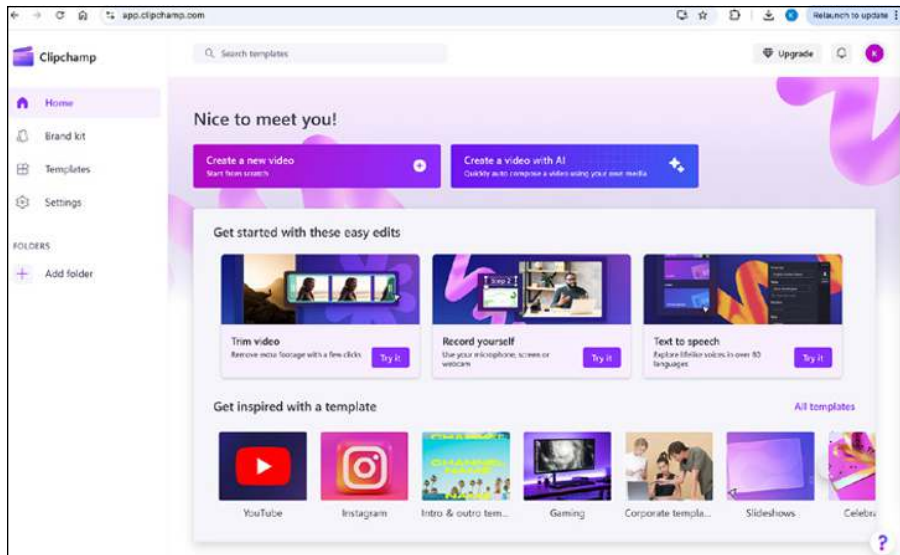 app.clipchamp.com
Relaunch to update
Clipchamp
Search templates
Upgrade
K
Home
Brand kit
Templates
Settings
FOLDERS
Add folder
Nice to meet you!
Create a new video
Start from scratch
Create a video with AI
Quickly auto compose a video using your own media
Get started with these easy edits
Step 2
Trim video
Remove extra footage with a few clicks
Try it
Record yourself
Use your microphone, screen or
webcam
Try it
Text to speech
Explore lifelike voices in over 80
languages
Try it
Get inspired with a template
All templates
CHANNEL
NAME
YouTube
Instagram
Intro & outro tem...
Gaming
Corporate templa...
Slideshows
Celebra
?